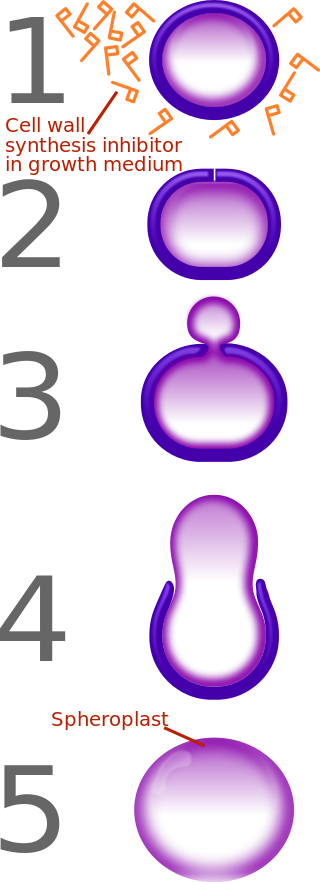 1
Cell wall
synthesis inhibitor
in growth medium
2
3
4
Spheroplast
5